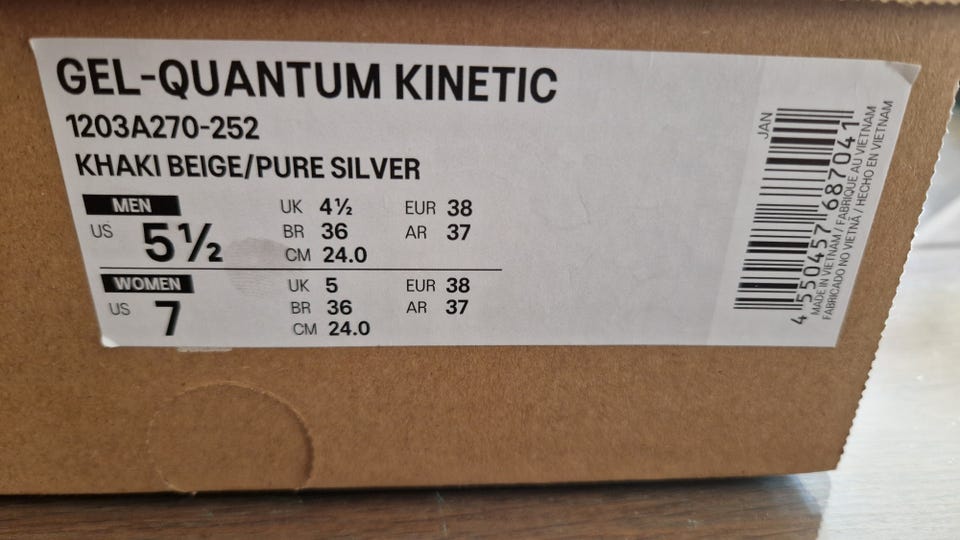 GEL-QUANTUM KINETIC
1203A270-252
KHAKI BEIGE/PURE SILVER
MEN
US 5½
UK 4½ EUR 38
BR 36 AR 37
CM 24.0
WOMEN
US 7
UK 5 EUR 38
BR 36 AR 37
CM 24.0
JAN
4 550457 687041
MADE IN VIETNAM / FABRIQUÉ AU VIETNAM
FABRICADO NO VIETNÃ / HECHO EN VIETNAM